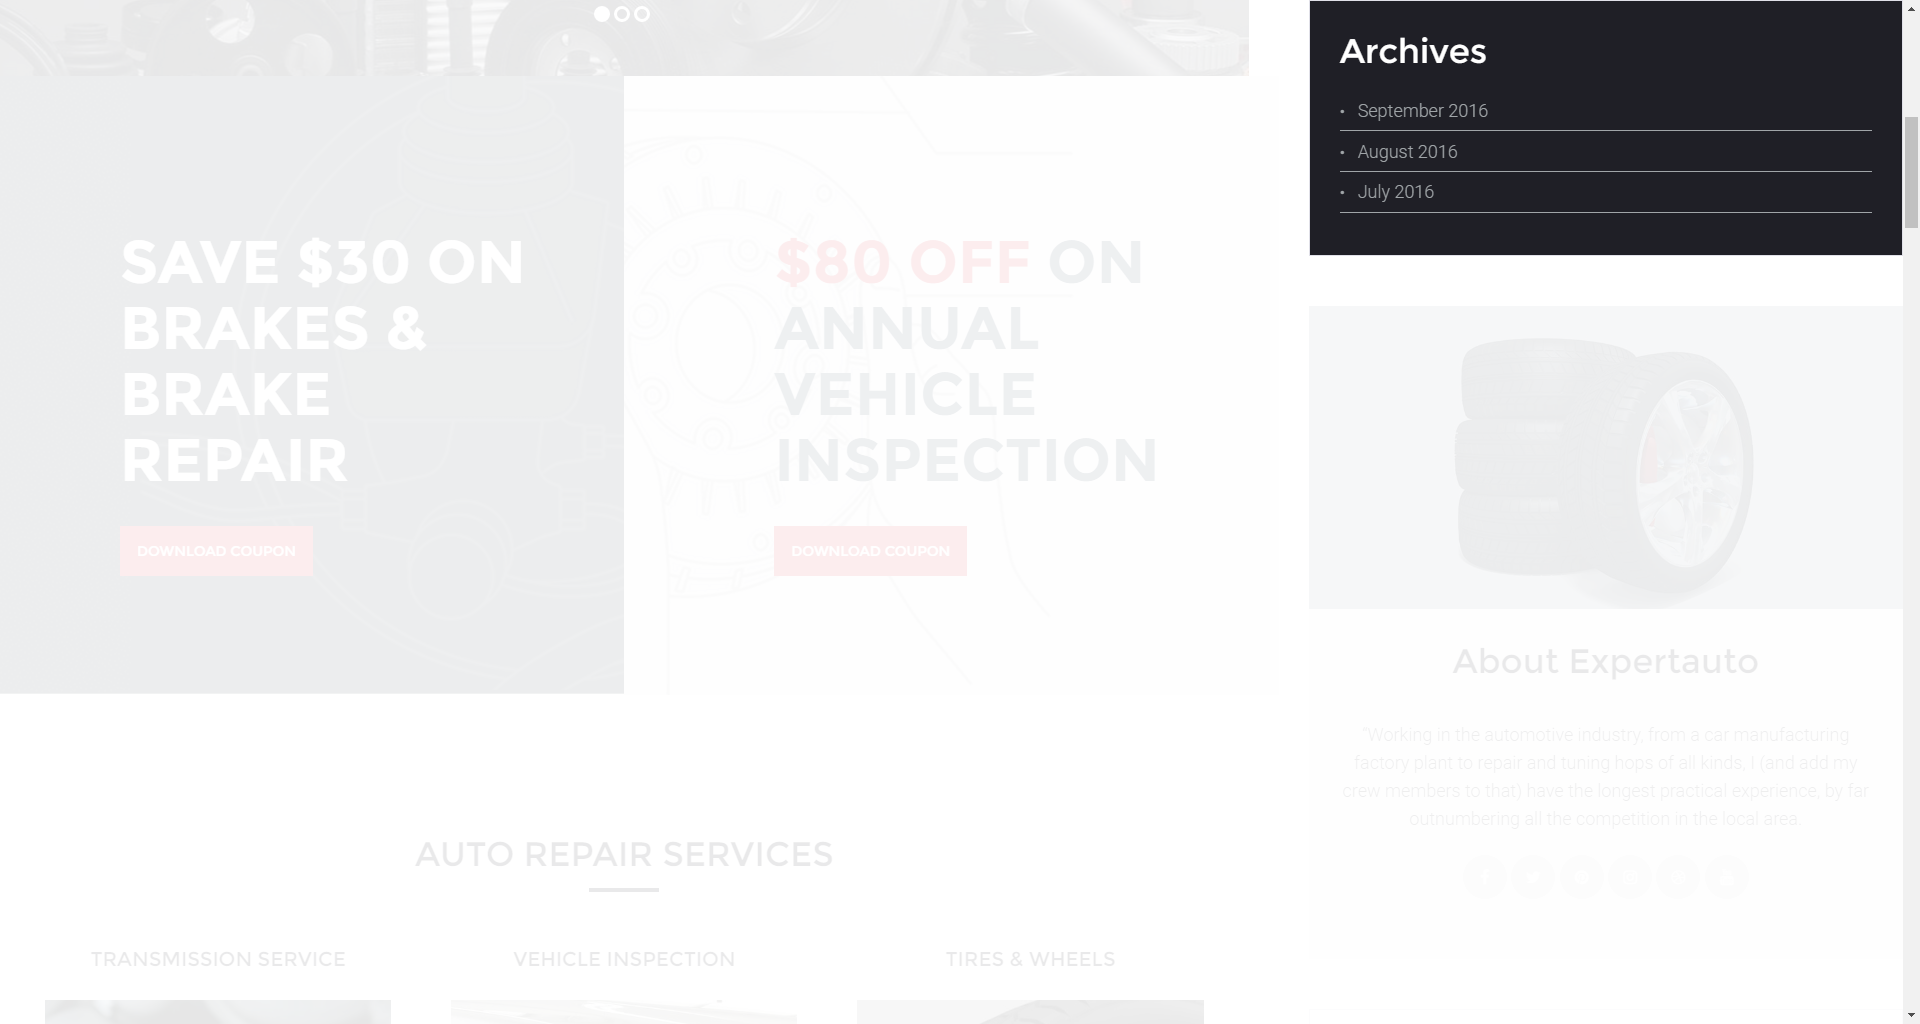 SAVE $30 ON
BRAKES &
BRAKE
REPAIR
DOWNLOAD COUPON
$80 OFF ON
ANNUAL
VEHICLE
INSPECTION
DOWNLOAD COUPON
AUTO REPAIR SERVICES
TRANSMISSION SERVICE
VEHICLE INSPECTION
TIRES & WHEELS
Archives
• September 2016
• August 2016
• July 2016
About Expertauto
"Working in the automotive industry, from a car manufacturing
factory plant to repair and tuning hops of all kinds, I (and add my
crew members to that) have the longest practical experience, by far
outnumbering all the competition in the local area